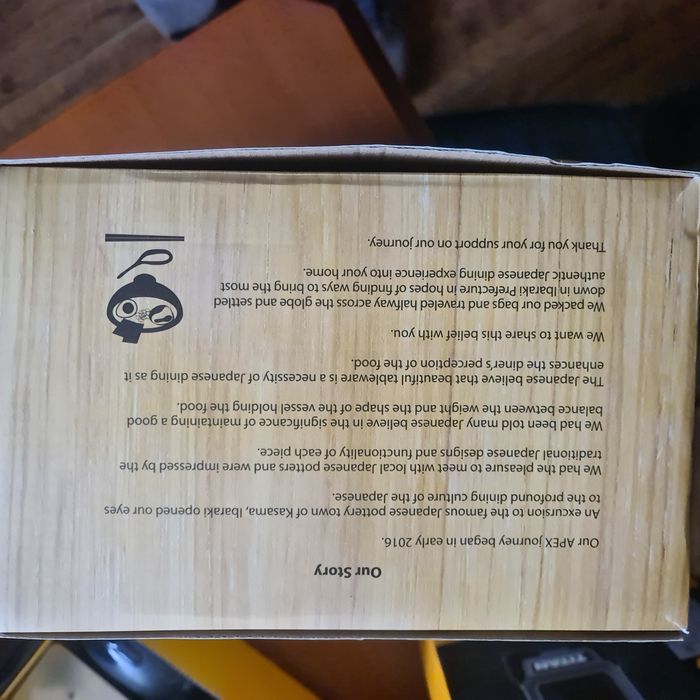 Our Story
Our APEX journey began in early 2016.
An excursion to the famous Japanese pottery town of Kasama, Ibaraki opened our eyes
to the profound dining culture of the Japanese.
We had the pleasure to meet with local Japanese potters and were impressed by the
traditional Japanese designs and functionality of each piece.
We had been told many Japanese believe in the significance of maintaining a good
balance between the weight and the shape of the vessel holding the food.
The Japanese believe that beautiful tableware is a necessity of Japanese dining as it
enhances the diner's perception of the food.
We want to share this belief with you.
We packed our bags and traveled halfway across the globe and settled
down in Ibaraki Prefecture in hopes of finding ways to bring the most
authentic Japanese dining experience into your home.
Thank you for your support on our journey.
TITAN